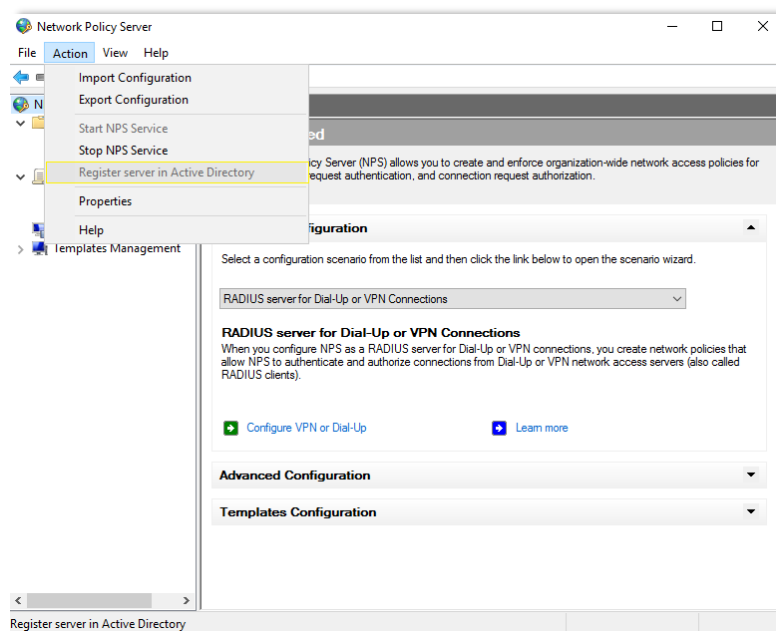 Network Policy Server
File Action View Help
Import Configuration
Export Configuration
Start NPS Service
Stop NPS Service
Register server in Active Directory
Properties
Help
N
Templates Management
ed
icy Server (NPS) allows you to create and enforce organization-wide network access policies for
equest authentication, and connection request authorization.
figuration
Select a configuration scenario from the list and then click the link below to open the scenario wizard.
RADIUS server for Dial-Up or VPN Connections
RADIUS server for Dial-Up or VPN Connections
When you configure NPS as a RADIUS server for Dial-Up or VPN connections, you create network policies that
allow NPS to authenticate and authorize connections from Dial-Up or VPN network access servers (also called
RADIUS clients).
Configure VPN or Dial-Up Learn more
Advanced Configuration
Templates Configuration
Register server in Active Directory